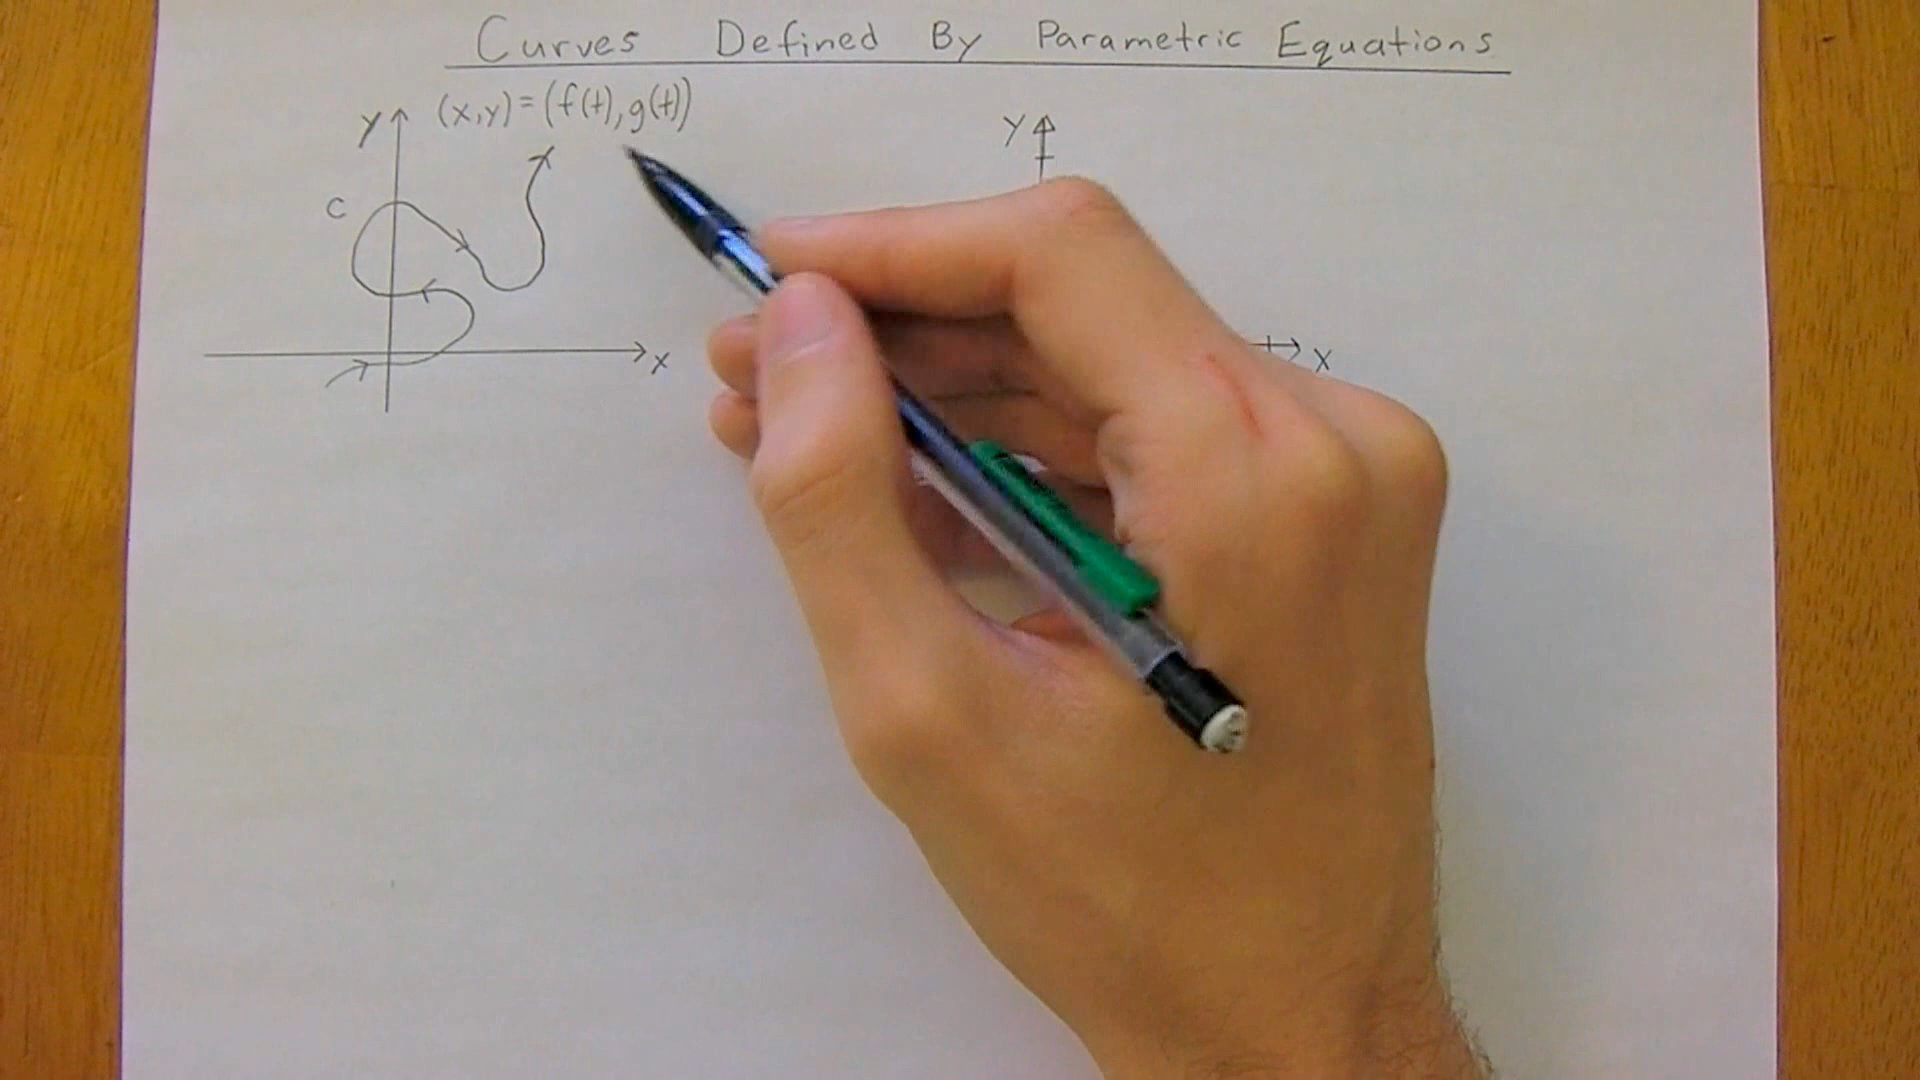 Curves Defined By Parametric Equations
(x,y)=(f(t),g(t))
y
C
x
y
x